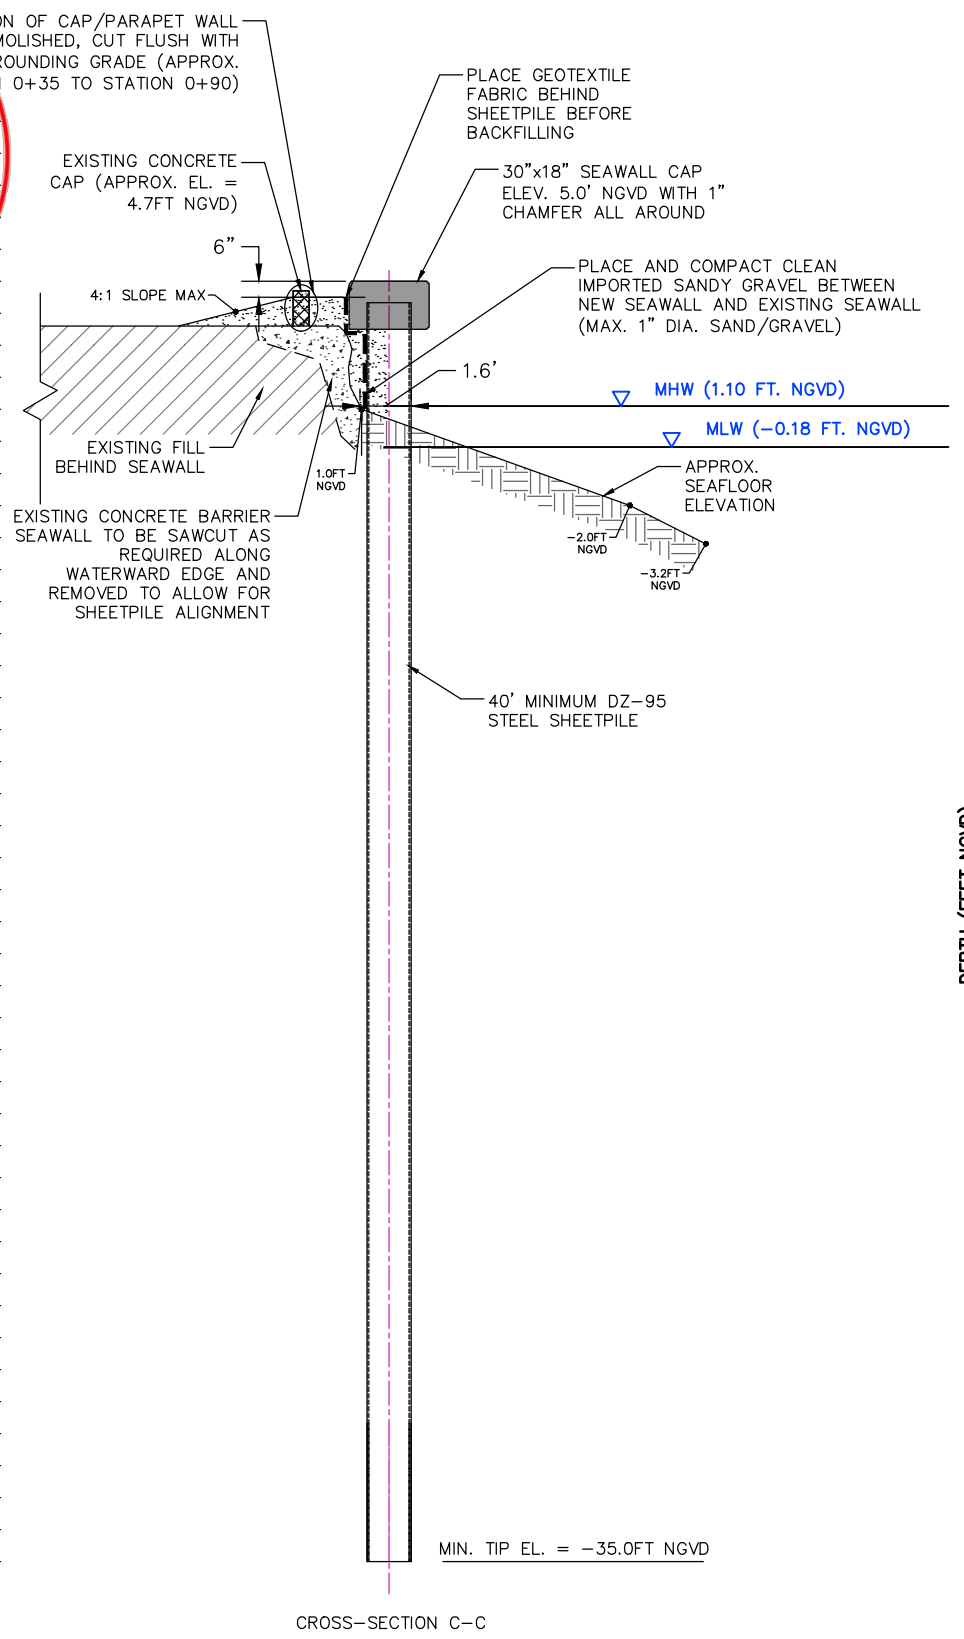 ON OF CAP/PARAPET WALL
MOLISHED, CUT FLUSH WITH
ROUNDING GRADE (APPROX.
0+35 TO STATION 0+90)
PLACE GEOTEXTILE
FABRIC BEHIND
SHEETPILE BEFORE
BACKFILLING
EXISTING CONCRETE
CAP (APPROX. EL. =
4.7FT NGVD)
30"x18" SEAWALL CAP
ELEV. 5.0' NGVD WITH 1"
CHAMFER ALL AROUND
6"
4:1 SLOPE MAX
PLACE AND COMPACT CLEAN
IMPORTED SANDY GRAVEL BETWEEN
NEW SEAWALL AND EXISTING SEAWALL
(MAX. 1" DIA. SAND/GRAVEL)
1.6'
MHW (1.10 FT. NGVD)
MLW (-0.18 FT. NGVD)
EXISTING FILL
BEHIND SEAWALL
1.0FT
NGVD
APPROX.
SEAFLOOR
ELEVATION
-2.0FT
NGVD
-3.2FT
NGVD
EXISTING CONCRETE BARRIER
SEAWALL TO BE SAWCUT AS
REQUIRED ALONG
WATERWARD EDGE AND
REMOVED TO ALLOW FOR
SHEETPILE ALIGNMENT
40' MINIMUM DZ-95
STEEL SHEETPILE
DEPTH (FEET NGVD)
MIN. TIP EL. = -35.0FT NGVD
CROSS-SECTION C-C